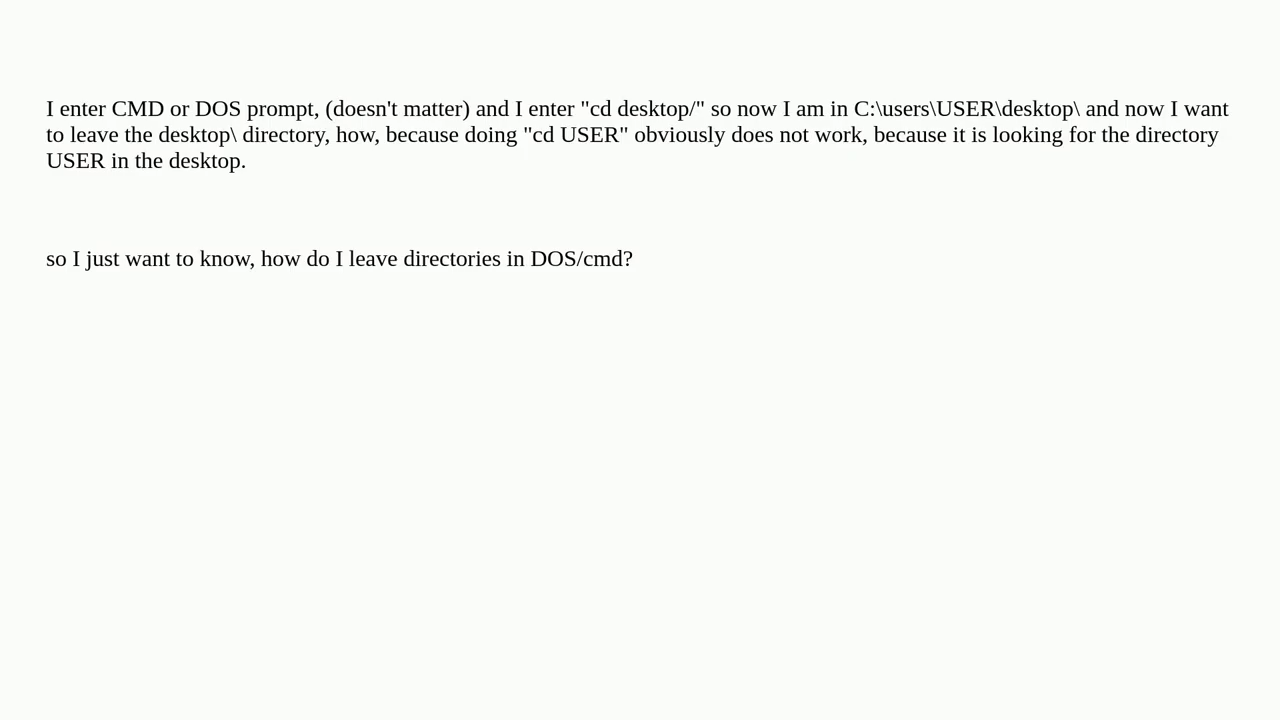 I enter CMD or DOS prompt, (doesn't matter) and I enter "cd desktop/" so now I am in C:\users\USER\desktop\ and now I want
to leave the desktop\ directory, how, because doing "cd USER" obviously does not work, because it is looking for the directory
USER in the desktop.
so I just want to know, how do I leave directories in DOS/cmd?